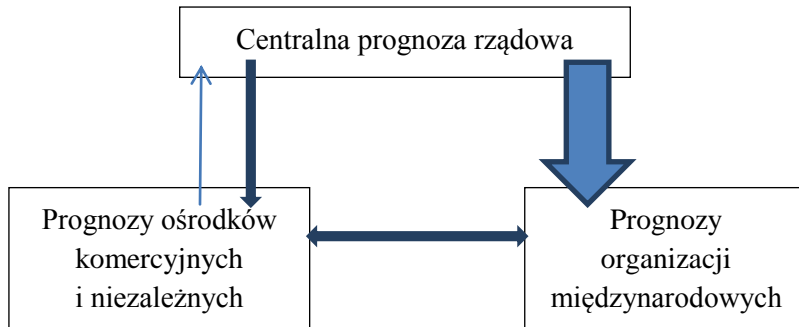 Centralna prognoza rządowa
Prognozy ośrodków
komercyjnych
i niezależnych
Prognozy
organizacji
międzynarodowych